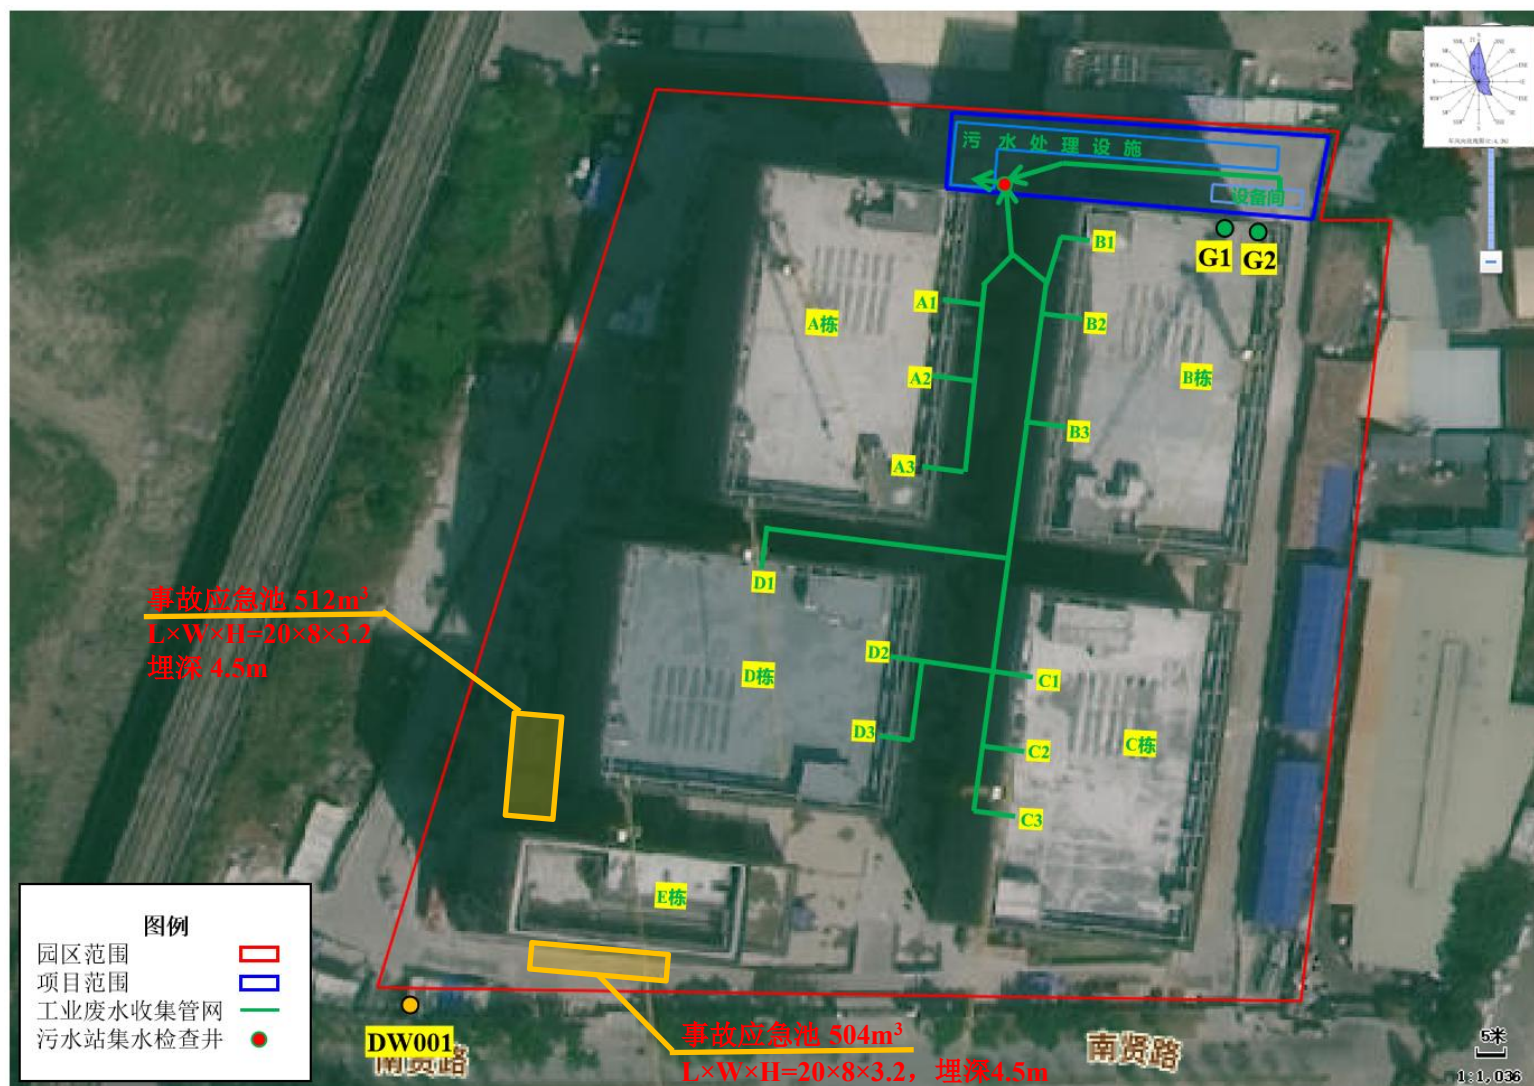 污水处理设施
设备间
B1
G1
G2
A1
A栋
B2
A2
B栋
B3
A3
事故应急池 512m³
L×W×H=20×8×3.2
埋深 4.5m
D1
D2
D栋
C1
D3
C2
C栋
C3
E栋
图例
园区范围
项目范围
工业废水收集管网
污水站集水检查井
DW001
南贤路
事故应急池 504m³
L×W×H=20×8×3.2，埋深4.5m
南贤路
5米
1:1,036